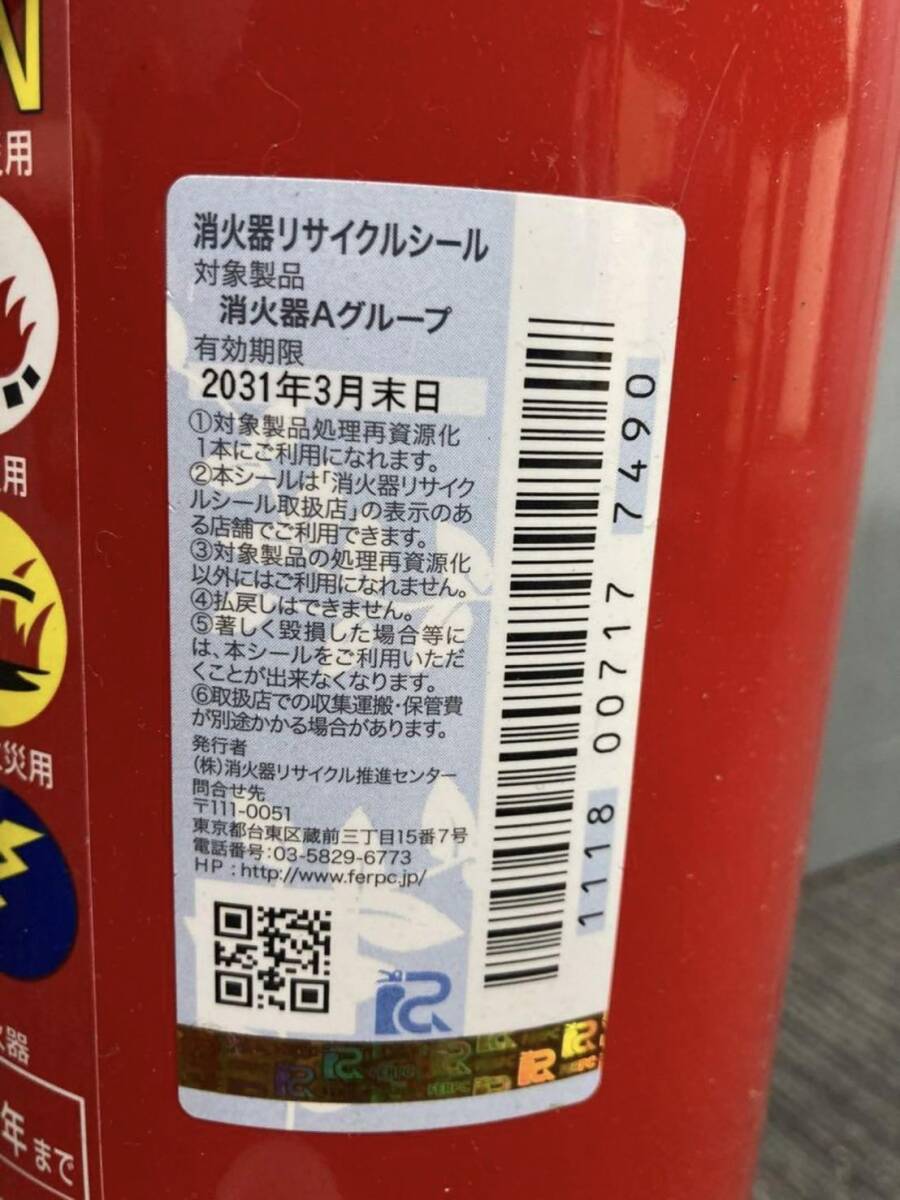 消火器リサイクルシール
対象製品
消火器Aグループ
有効期限
2031年3月末日
①対象製品処理再資源化
1本にご利用になれます。
②本シールは「消火器リサイク
ルシール取扱店」の表示のあ
る店舗でご利用できます。
③対象製品の処理再資源化
以外にはご利用になれません。
④払戻しはできません。
⑤著しく毀損した場合等に
は、本シールをご利用いただ
くことが出来なくなります。
⑥取扱店での収集運搬・保管費
が別途かかる場合があります。
発行者
(株)消火器リサイクル推進センター
問合せ先
〒111-0051
東京都台東区蔵前三丁目15番7号
電話番号:03-5829-6773
HP:http://www.ferpc.jp/
1118 00717 7490
FERPC
用
用
災用
器
年まで